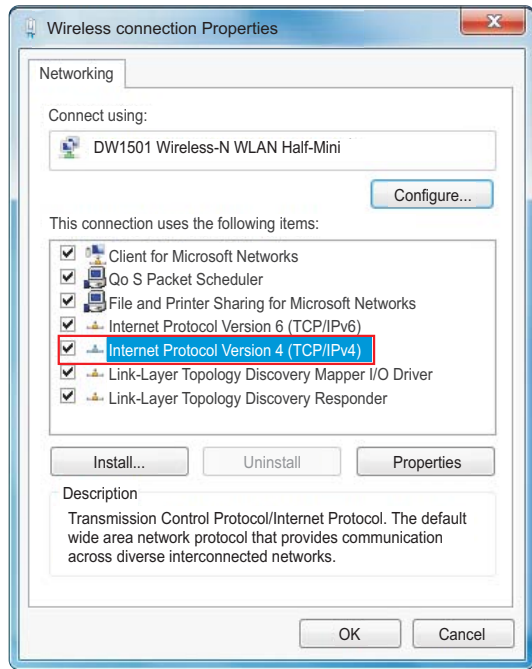 Wireless connection Properties
Networking
Connect using:
DW1501 Wireless-N WLAN Half-Mini
Configure...
This connection uses the following items:
Client for Microsoft Networks
Qo S Packet Scheduler
File and Printer Sharing for Microsoft Networks
Internet Protocol Version 6 (TCP/IPv6)
Internet Protocol Version 4 (TCP/IPv4)
Link-Layer Topology Discovery Mapper I/O Driver
Link-Layer Topology Discovery Responder
Install... Uninstall Properties
Description
Transmission Control Protocol/Internet Protocol. The default
wide area network protocol that provides communication
across diverse interconnected networks.
OK Cancel